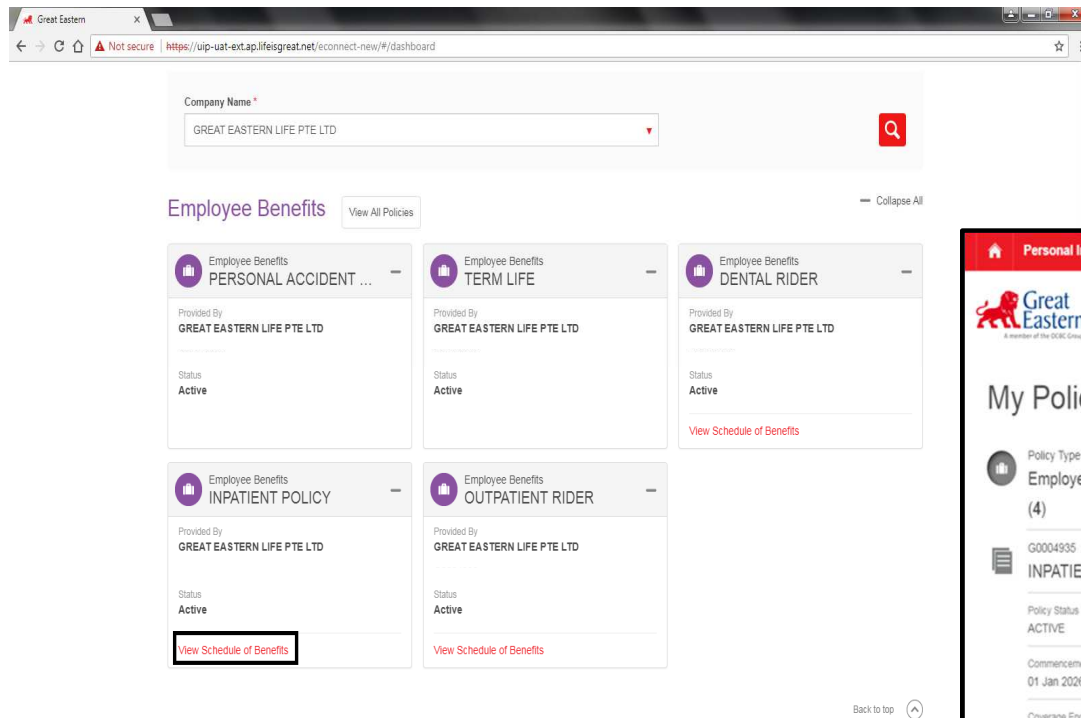 Great Eastern
Not secure | https://uip-uat-ext.ap.lifeisgreat.net/econnect-new/#/dashboard
Company Name *
GREAT EASTERN LIFE PTE LTD
Employee Benefits
View All Policies
Collapse All
Employee Benefits
PERSONAL ACCIDENT ...
Provided By
GREAT EASTERN LIFE PTE LTD
Status
Active
Employee Benefits
TERM LIFE
Provided By
GREAT EASTERN LIFE PTE LTD
Status
Active
Employee Benefits
DENTAL RIDER
Provided By
GREAT EASTERN LIFE PTE LTD
Status
Active
View Schedule of Benefits
Employee Benefits
INPATIENT POLICY
Provided By
GREAT EASTERN LIFE PTE LTD
Status
Active
View Schedule of Benefits
Employee Benefits
OUTPATIENT RIDER
Provided By
GREAT EASTERN LIFE PTE LTD
Status
Active
View Schedule of Benefits
Back to top
Personal
Great
Eastern
A member of the OCBC
My
Policy Type
(4)
G0004935
Policy Status
ACTIVE
01 Jan
Coverage